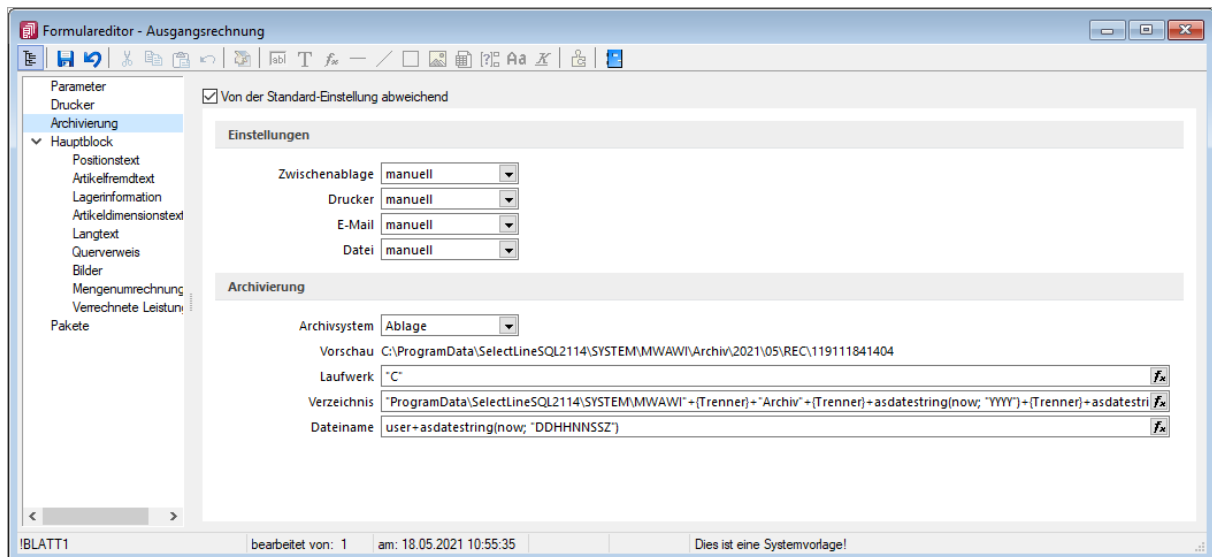 Formulareditor - Ausgangsrechnung
Parameter
Drucker
Archivierung
Hauptblock
Positionstext
Artikelfremdtext
Lagerinformation
Artikeldimensionstext
Langtext
Querverweis
Bilder
Mengenumrechnung
Verrechnete Leistun
Pakete
Von der Standard-Einstellung abweichend
Einstellungen
Zwischenablage manuell
Drucker manuell
E-Mail manuell
Datei manuell
Archivierung
Archivsystem Ablage
Vorschau C:\ProgramData\SelectLineSQL2114\SYSTEM\MWAWI\Archiv\2021\05\REC\119111841404
Laufwerk "C"
Verzeichnis "ProgramData\SelectLineSQL2114\SYSTEM\MWAWI"+{Trenner}+"Archiv"+{Trenner}+asdatestring(now; "YYYY")+{Trenner}+asdatestri
Dateiname user+asdatestring(now; "DDHHNNSSZ")
!BLATT1 bearbeitet von: 1 am: 18.05.2021 10:55:35 Dies ist eine Systemvorlage!